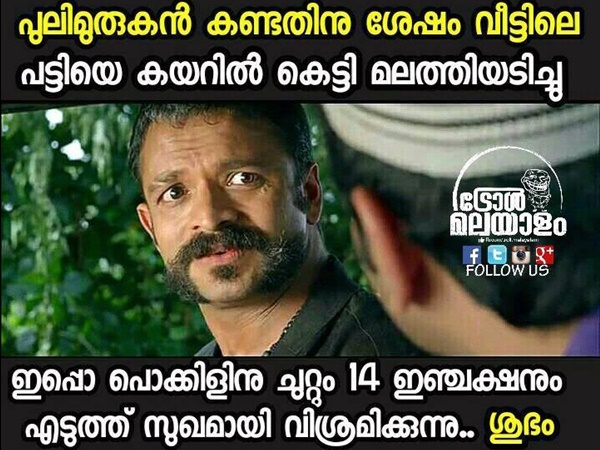 പുലിമുരുകൻ കണ്ടതിനു ശേഷം വീട്ടിലെ
പട്ടിയെ കയറിൽ കെട്ടി മലത്തിയടിച്ചു
ട്രോൾ
മലയാളം
FOLLOW US
ഇപ്പൊ പൊക്കിളിനു ചുറ്റും 14 ഇഞ്ചക്ഷനും
എടുത്ത് സുഖമായി വിശ്രമിക്കുന്നു.. ശുഭം